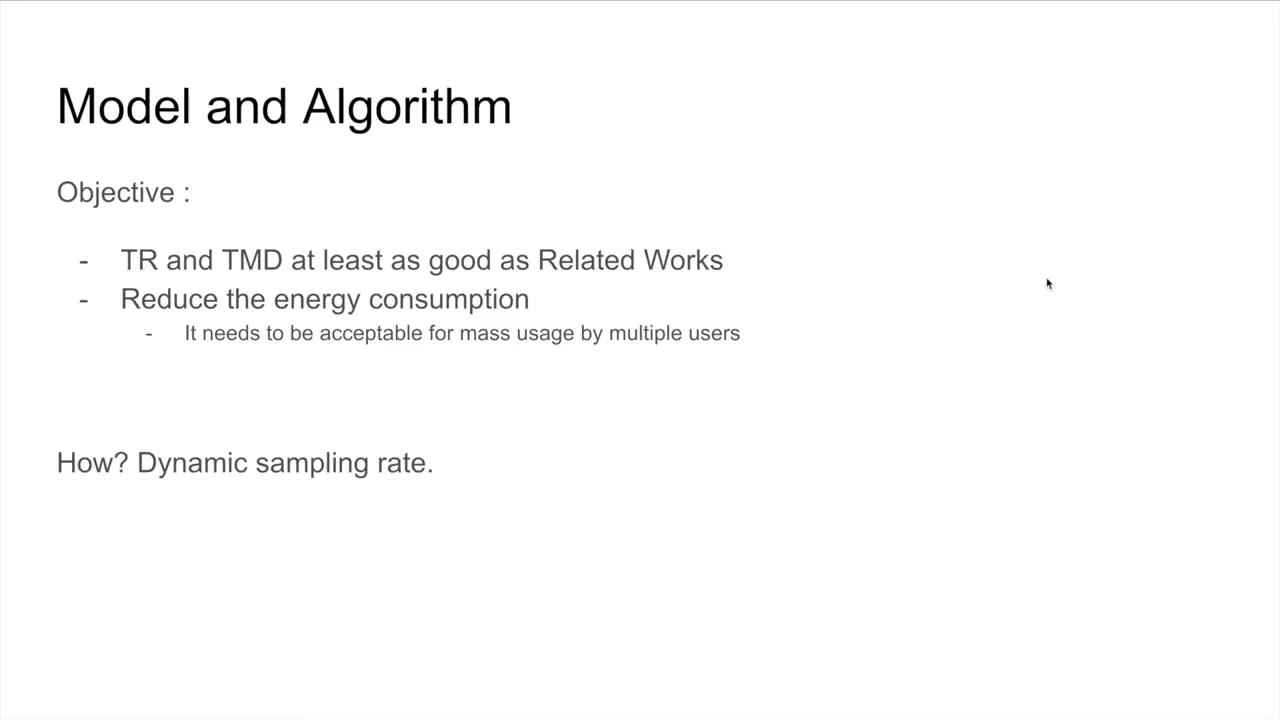 Model and Algorithm
Objective :
- TR and TMD at least as good as Related Works
- Reduce the energy consumption
- It needs to be acceptable for mass usage by multiple users
How? Dynamic sampling rate.